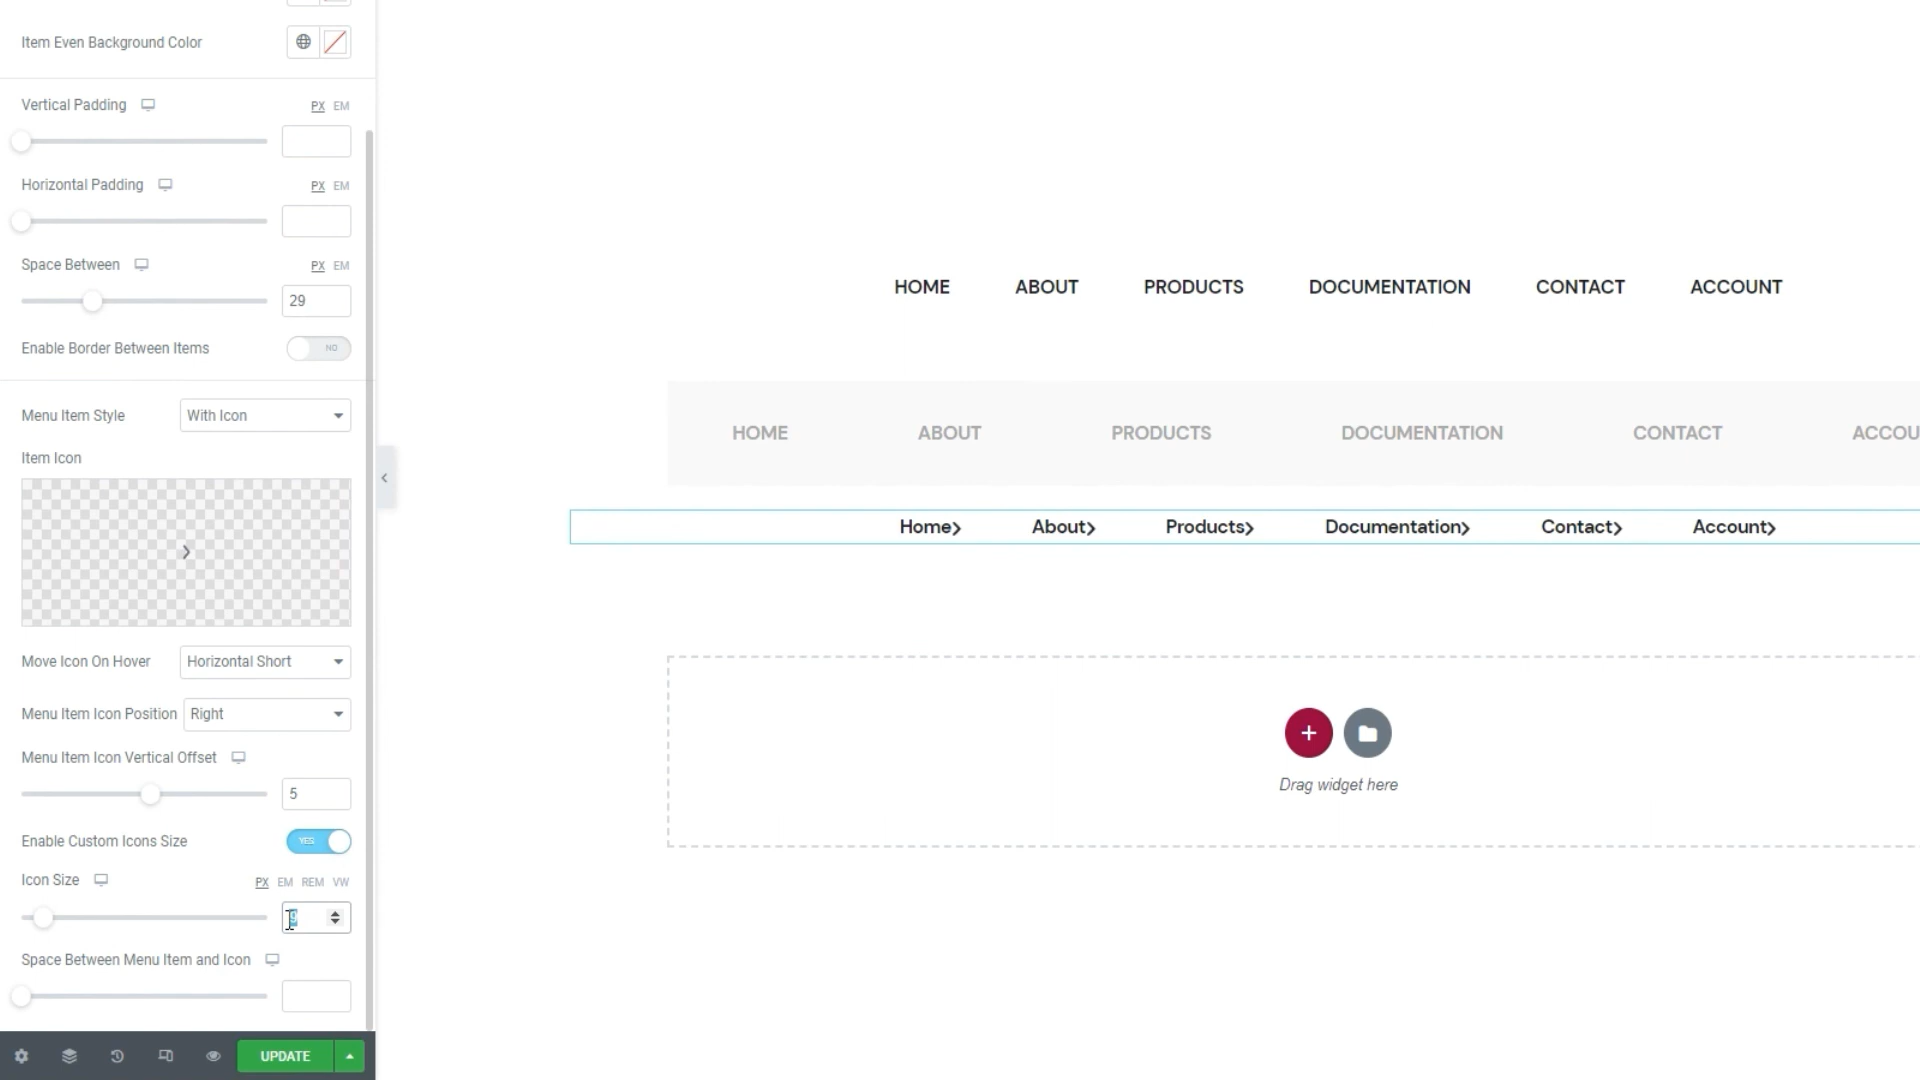 Item Even Background Color
Vertical Padding PX EM
Horizontal Padding PX EM
Space Between PX EM
29
Enable Border Between Items NO
Menu Item Style With Icon
Item Icon
Move Icon On Hover Horizontal Short
Menu Item Icon Position Right
Menu Item Icon Vertical Offset
5
Enable Custom Icons Size YES
Icon Size PX EM REM VW
Space Between Menu Item and Icon
UPDATE
HOME ABOUT PRODUCTS DOCUMENTATION CONTACT ACCOUNT
HOME ABOUT PRODUCTS DOCUMENTATION CONTACT ACCOU
Home About Products Documentation Contact Account
Drag widget here